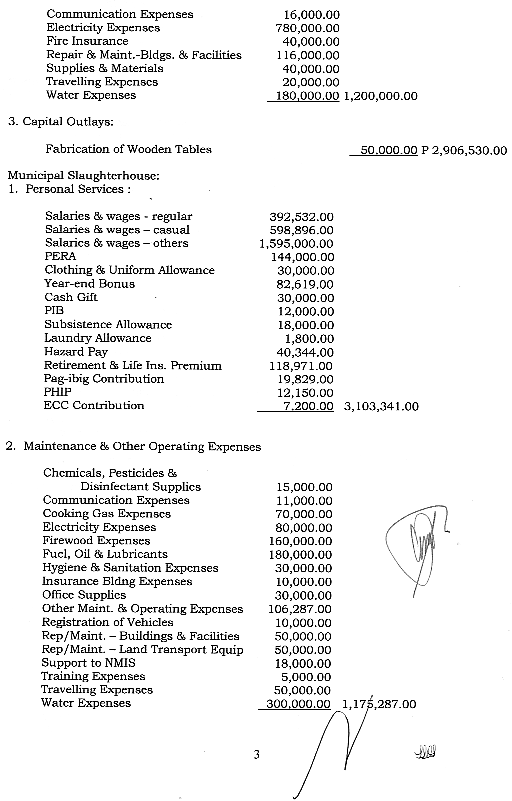 Communication Expenses 16,000.00
Electricity Expenses 780,000.00
Fire Insurance 40,000.00
Repair & Maint.-Bldgs. & Facilities 116,000.00
Supplies & Materials 40,000.00
Travelling Expenses 20,000.00
Water Expenses 180,000.00 1,200,000.00
3. Capital Outlays:
Fabrication of Wooden Tables 50,000.00 P 2,906,530.00
Municipal Slaughterhouse:
1. Personal Services :
Salaries & wages - regular 392,532.00
Salaries & wages – casual 598,896.00
Salaries & wages – others 1,595,000.00
PERA 144,000.00
Clothing & Uniform Allowance 30,000.00
Year-end Bonus 82,619.00
Cash Gift 30,000.00
PIB 12,000.00
Subsistence Allowance 18,000.00
Laundry Allowance 1,800.00
Hazard Pay 40,344.00
Retirement & Life Ins. Premium 118,971.00
Pag-ibig Contribution 19,829.00
PHIP 12,150.00
ECC Contribution 7,200.00 3,103,341.00
2. Maintenance & Other Operating Expenses
Chemicals, Pesticides &
Disinfectant Supplies 15,000.00
Communication Expenses 11,000.00
Cooking Gas Expenses 70,000.00
Electricity Expenses 80,000.00
Firewood Expenses 160,000.00
Fuel, Oil & Lubricants 180,000.00
Hygiene & Sanitation Expenses 30,000.00
Insurance Bldng Expenses 10,000.00
Office Supplies 30,000.00
Other Maint. & Operating Expenses 106,287.00
Registration of Vehicles 10,000.00
Rep/Maint. – Buildings & Facilities 50,000.00
Rep/Maint. – Land Transport Equip 50,000.00
Support to NMIS 18,000.00
Training Expenses 5,000.00
Travelling Expenses 50,000.00
Water Expenses 300,000.00 1,175,287.00
3